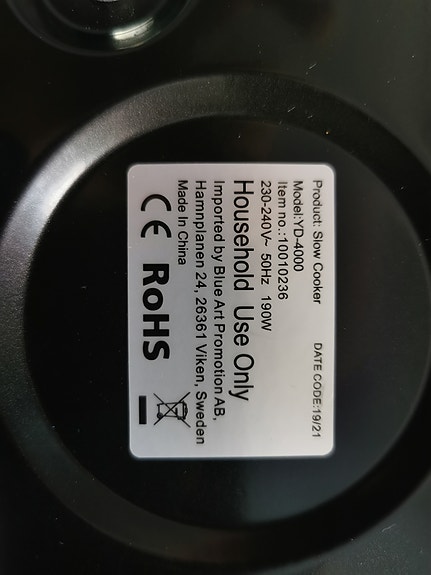 Product: Slow Cooker DATE CODE:19/21
Model:YD-4000
Item no.:10010236
230-240V~ 50Hz 190W
Household Use Only
Imported by Blue Art Promotion AB,
Hamnplanen 24, 26361 Viken, Sweden
Made In China
CE RoHS